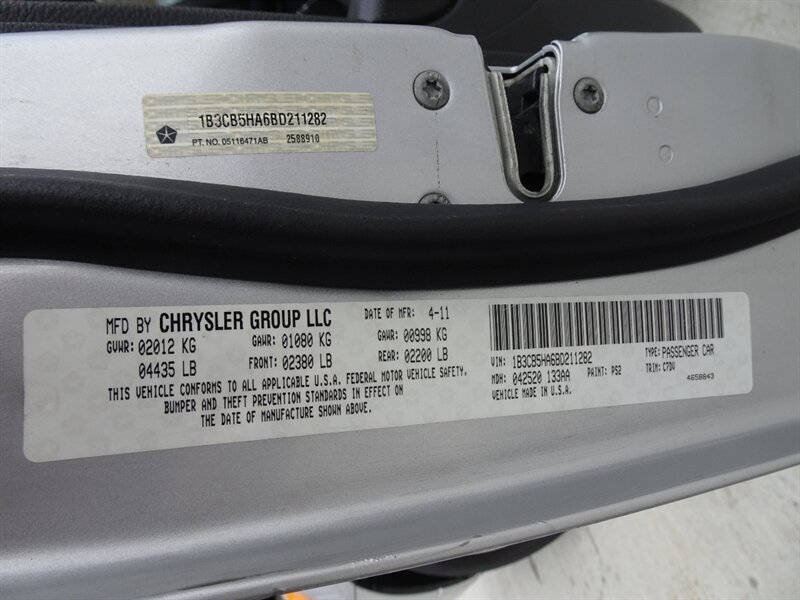 1B3CB5HA6BD211282
PT. NO. 05116471AB 2588910
MFD BY CHRYSLER GROUP LLC DATE OF MFR: 4-11
GVWR: 02012 KG GAWR: 01080 KG GAWR: 00998 KG
04435 LB FRONT: 02380 LB REAR: 02200 LB
THIS VEHICLE CONFORMS TO ALL APPLICABLE U.S.A. FEDERAL MOTOR VEHICLE SAFETY,
BUMPER AND THEFT PREVENTION STANDARDS IN EFFECT ON
THE DATE OF MANUFACTURE SHOWN ABOVE.
VIN: 1B3CB5HA6BD211282 TYPE: PASSENGER CAR
MDH: 042520 133AA PAINT: PS2 TRIM: C7DV
VEHICLE MADE IN U.S.A. 4658843